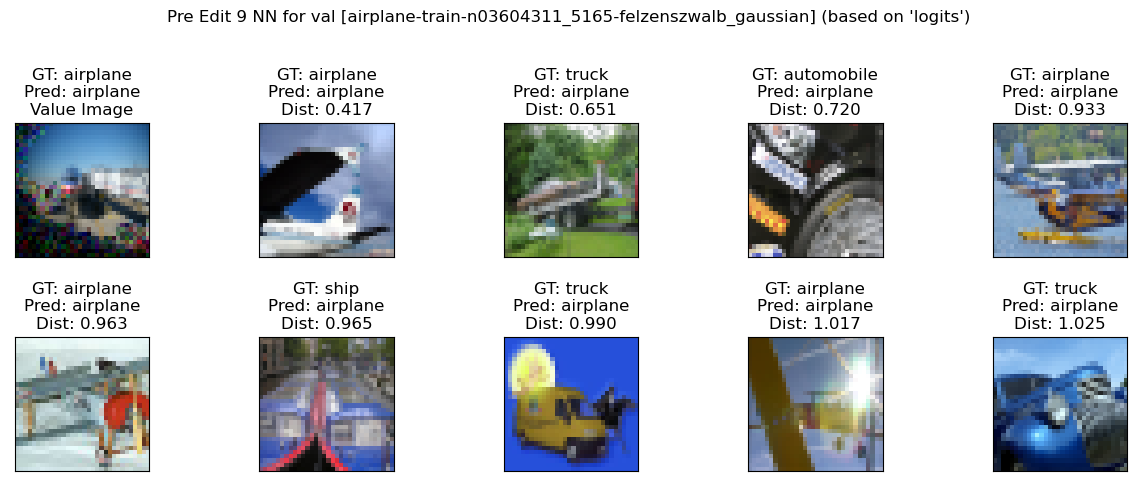 Pre Edit 9 NN for val [airplane-train-n03604311_5165-felzenszwalb_gaussian] (based on 'logits')
GT: airplane
Pred: airplane
Value Image
GT: airplane
Pred: airplane
Dist: 0.417
GT: truck
Pred: airplane
Dist: 0.651
GT: automobile
Pred: airplane
Dist: 0.720
GT: airplane
Pred: airplane
Dist: 0.933
GT: airplane
Pred: airplane
Dist: 0.963
GT: ship
Pred: airplane
Dist: 0.965
GT: truck
Pred: airplane
Dist: 0.990
GT: airplane
Pred: airplane
Dist: 1.017
GT: truck
Pred: airplane
Dist: 1.025